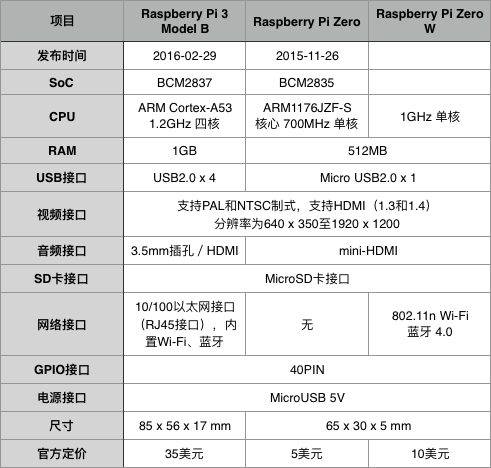 项目 Raspberry Pi 3 Model B Raspberry Pi Zero Raspberry Pi Zero W
发布时间 2016-02-29 2015-11-26
SoC BCM2837 BCM2835
CPU ARM Cortex-A53 1.2GHz 四核 ARM1176JZF-S 核心 700MHz 单核 1GHz 单核
RAM 1GB 512MB
USB接口 USB2.0 x 4 Micro USB2.0 x 1
视频接口 支持PAL和NTSC制式，支持HDMI（1.3和1.4）
分辨率为640 x 350至1920 x 1200
音频接口 3.5mm插孔 / HDMI mini-HDMI
SD卡接口 MicroSD卡接口
网络接口 10/100以太网接口（RJ45接口），内置Wi-Fi、蓝牙 无 802.11n Wi-Fi 蓝牙 4.0
GPIO接口 40PIN
电源接口 MicroUSB 5V
尺寸 85 x 56 x 17 mm 65 x 30 x 5 mm
官方定价 35美元 5美元 10美元